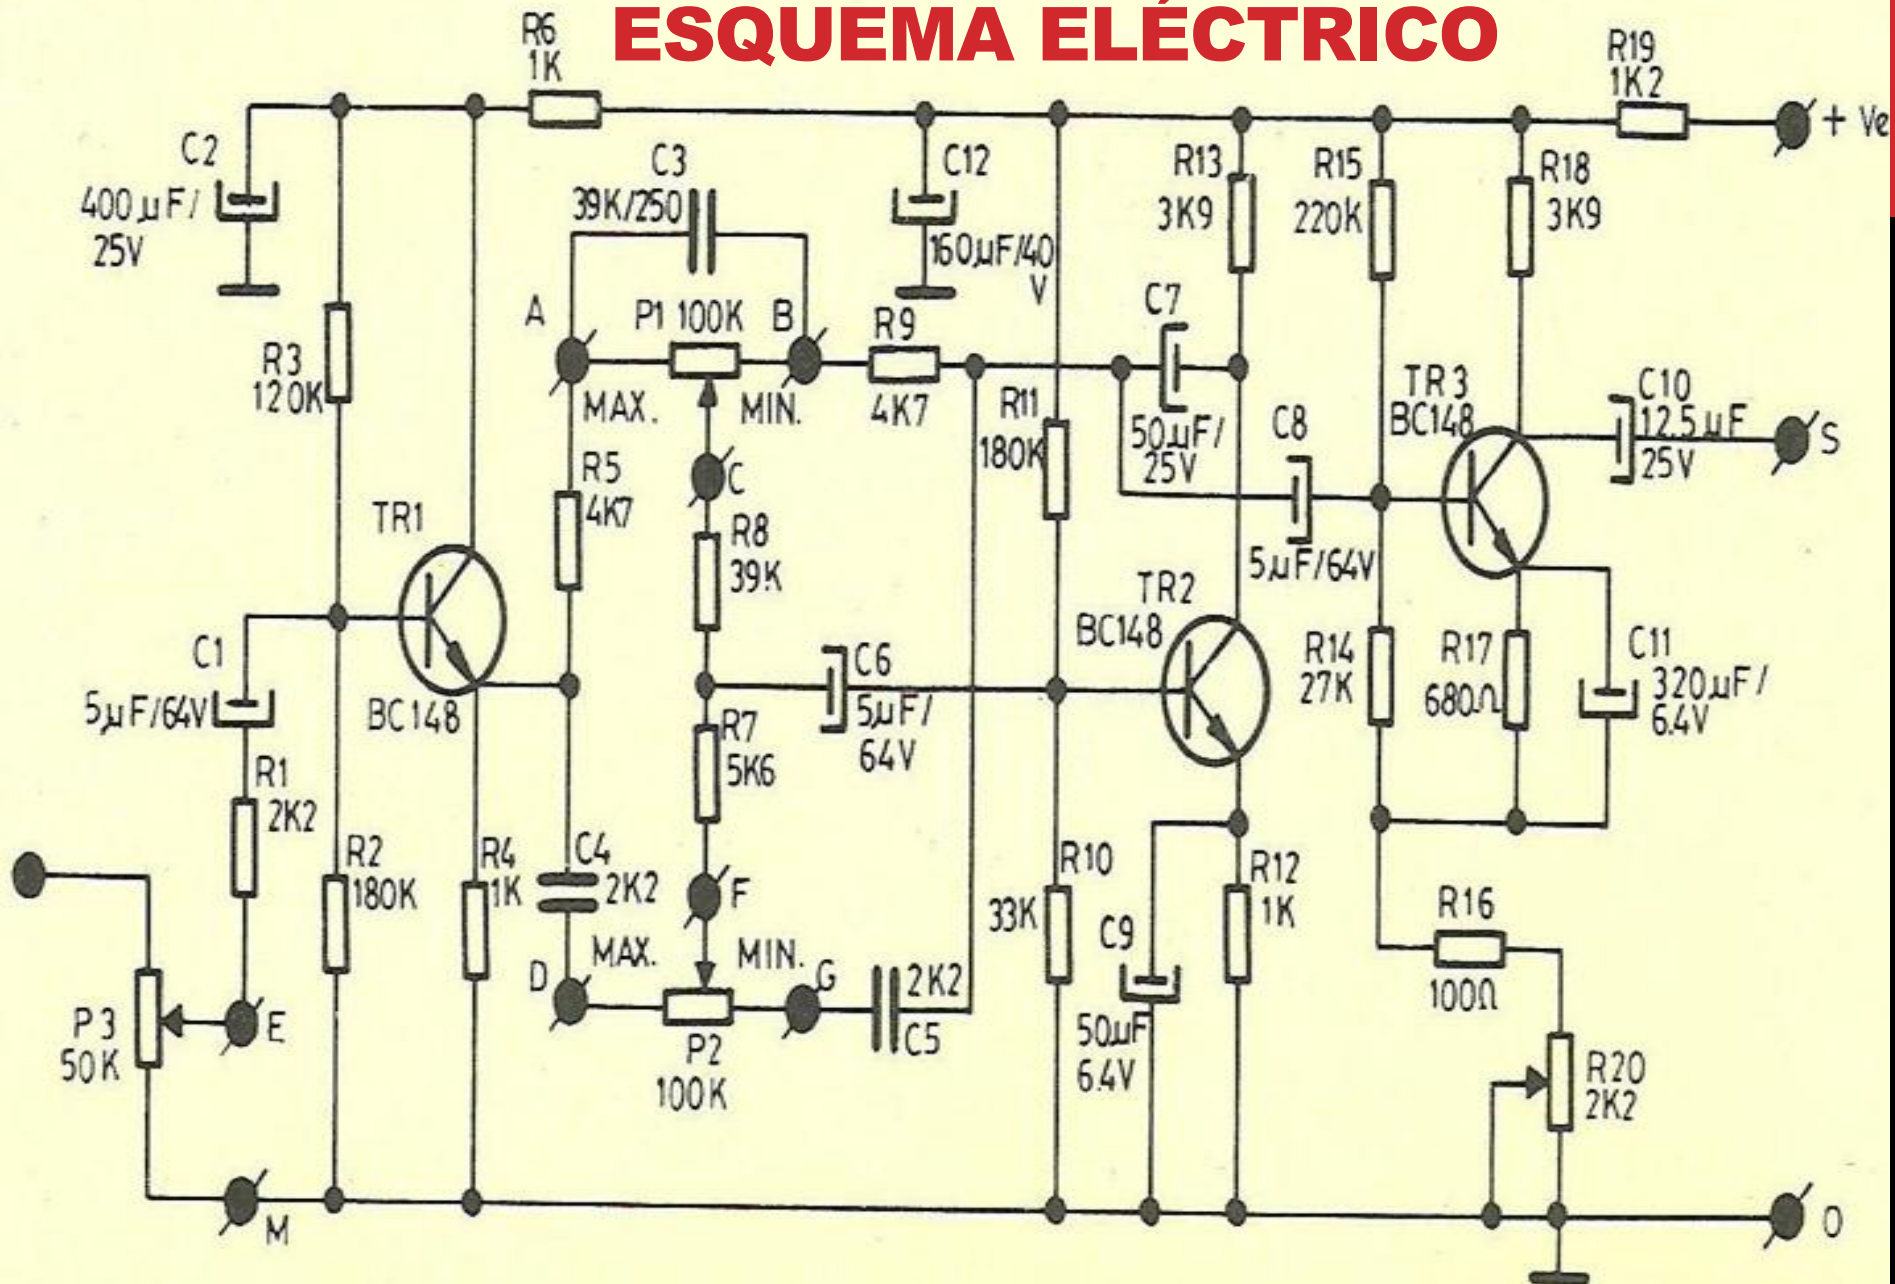 ESQUEMA ELÉCTRICO
R6
1K
R19
1K2
+ Ve
C2
400µF/
25V
C3
39K/250
C12
160µF/40
V
R13
3K9
R15
220K
R18
3K9
A
P1 100K
B
R9
4K7
C7
50µF/
25V
R3
120K
MAX.
MIN.
R11
180K
C8
5µF/64V
TR3
BC148
C10
12.5µF
25V
S
C
R5
4K7
R8
39K
TR1
BC148
TR2
BC148
C1
5µF/64V
C6
5µF/
64V
R14
27K
R17
680Ω
C11
320µF/
6.4V
R7
5K6
R1
2K2
R2
180K
R4
1K
C4
2K2
F
R10
33K
R12
1K
R16
100Ω
C9
50µF
6.4V
MAX.
MIN.
D
G
2K2
C5
P3
50K
E
P2
100K
R20
2K2
M
0